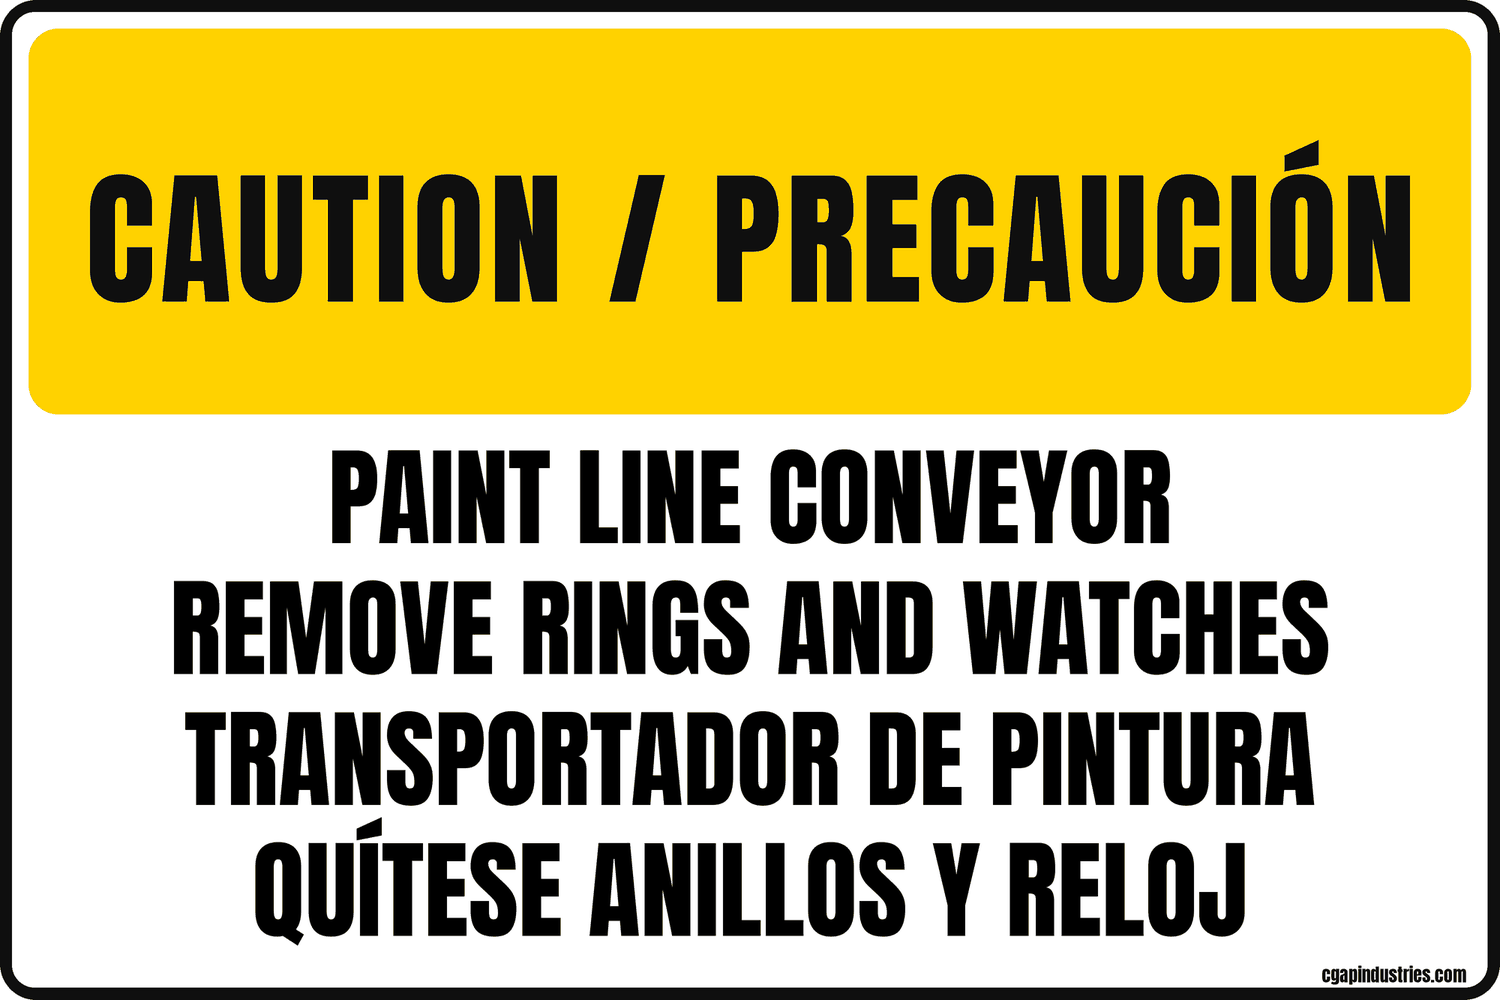 CAUTION / PRECAUCIÓN
PAINT LINE CONVEYOR
REMOVE RINGS AND WATCHES
TRANSPORTADOR DE PINTURA
QUÍTESE ANILLOS Y RELOJ
cgapindustries.com